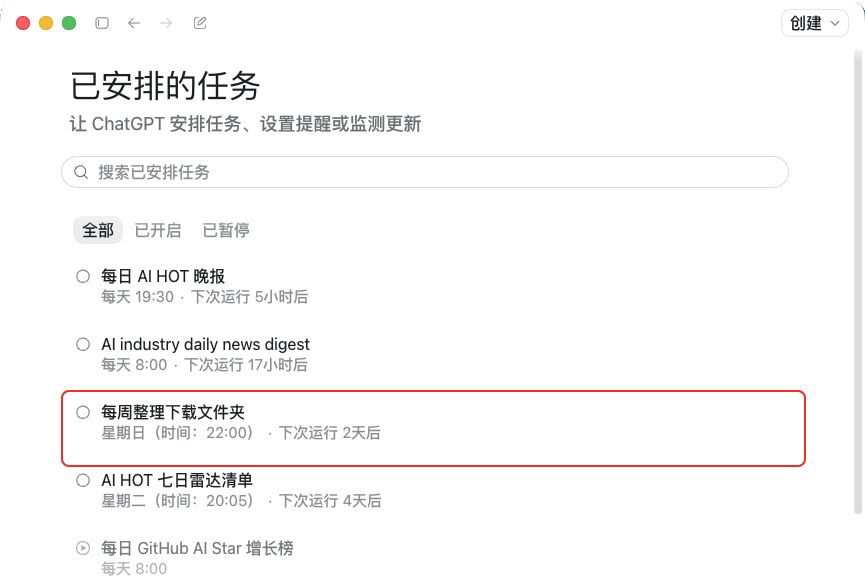 创建
已安排的任务
让 ChatGPT 安排任务、设置提醒或监测更新
搜索已安排任务
全部 已开启 已暂停
每日 AI HOT 晚报
每天 19:30 · 下次运行 5小时后
AI industry daily news digest
每天 8:00 · 下次运行 17小时后
每周整理下载文件夹
星期日（时间：22:00） · 下次运行 2天后
AI HOT 七日雷达清单
星期二（时间：20:05） · 下次运行 4天后
每日 GitHub AI Star 增长榜
每天 8:00